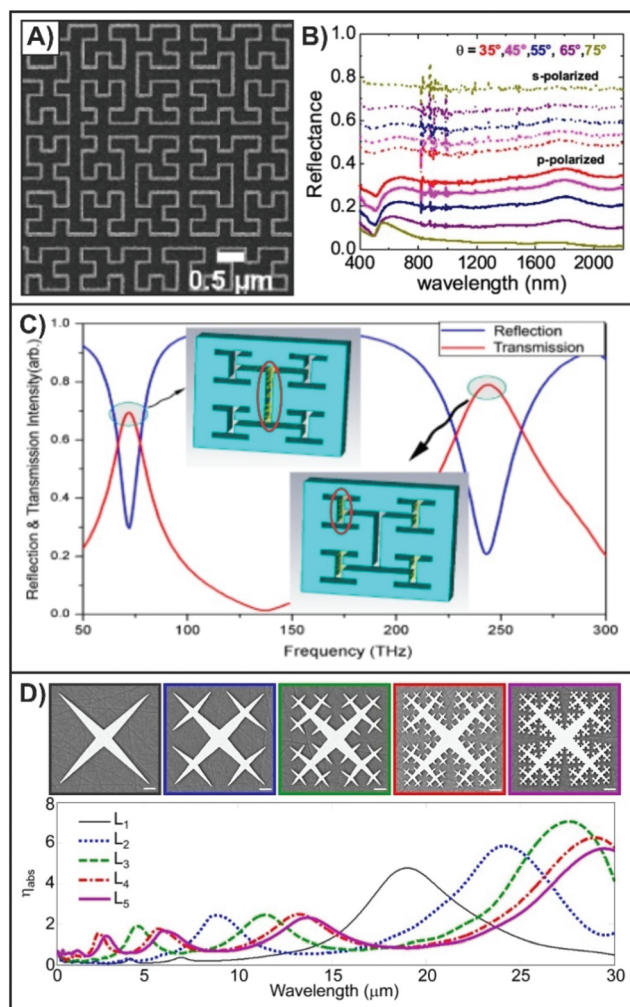 A)
0.5 μm
B)
θ = 35°,45°,55°, 65°,75°
s-polarized
p-polarized
Reflectance
1.0
0.8
0.6
0.4
0.2
0.0
400 800 1200 1600 2000
wavelength (nm)
C)
Reflection
Transmission
Reflection & Ttansmission Intensity(arb.)
1.0
0.8
0.6
0.4
0.2
0.0
50 75 100 150 200 250 300
Frequency (THz)
D)
L1
L2
L3
L4
L5
ηabs
8
6
4
2
0
0 5 10 15 20 25 30
Wavelength (μm)